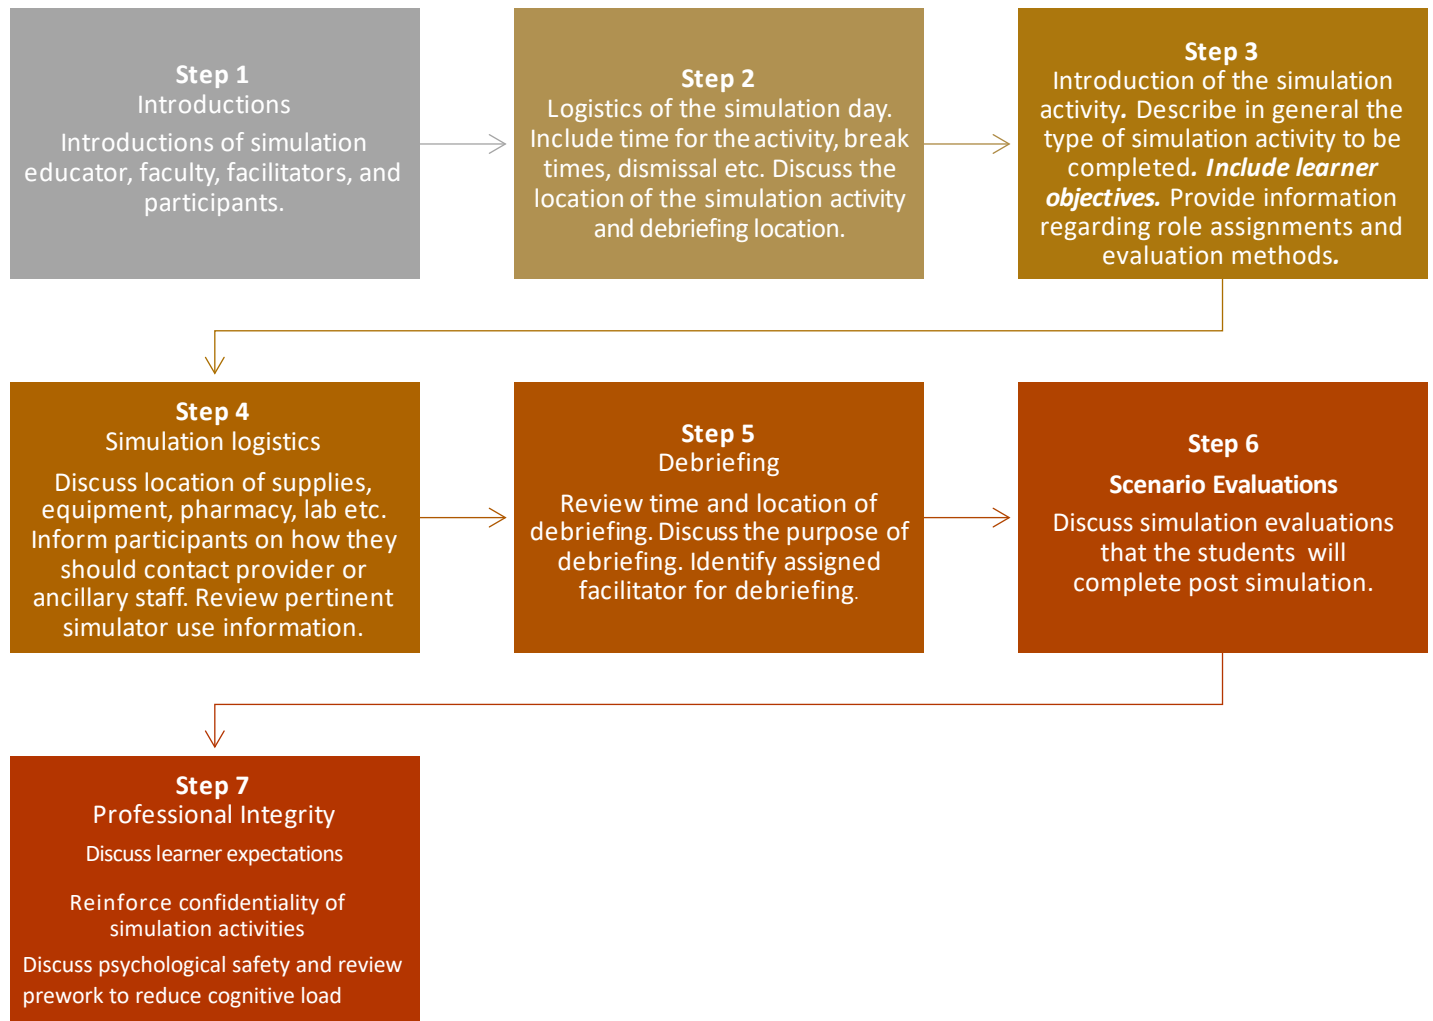 Step 1
Introductions
Introductions of simulation
educator, faculty, facilitators, and
participants.
Step 2
Logistics of the simulation day.
Include time for the activity, break
times, dismissal etc. Discuss the
location of the simulation activity
and debriefing location.
Step 3
Introduction of the simulation
activity. Describe in general the
type of simulation activity to be
completed. Include learner
objectives. Provide information
regarding role assignments and
evaluation methods.
Step 4
Simulation logistics
Discuss location of supplies,
equipment, pharmacy, lab etc.
Inform participants on how they
should contact provider or
ancillary staff. Review pertinent
simulator use information.
Step 5
Debriefing
Review time and location of
debriefing. Discuss the purpose of
debriefing. Identify assigned
facilitator for debriefing.
Step 6
Scenario Evaluations
Discuss simulation evaluations
that the students will
complete post simulation.
Step 7
Professional Integrity
Discuss learner expectations
Reinforce confidentiality of
simulation activities
Discuss psychological safety and review
prework to reduce cognitive load